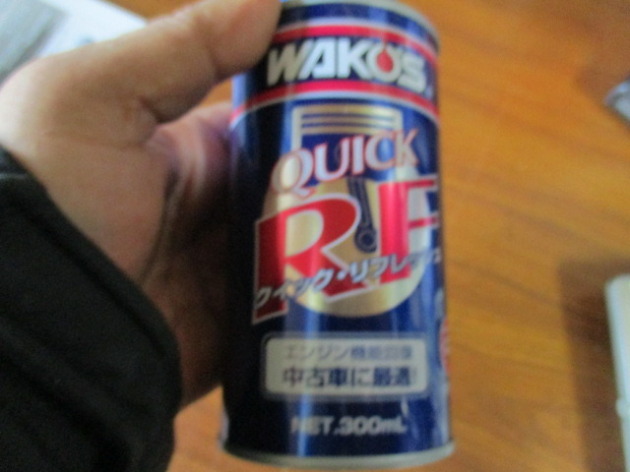 WAKO'S
QUICK
RF
クイック・リフレッシュ
エンジン機能回復
中古車に最適
NET.300mL